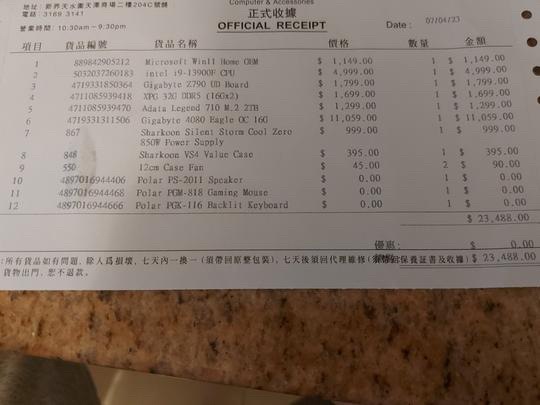 Computer & Accessories
地址: 新界天水圍天澤商場二樓204C號舖
電話: 3189 3141
正式收據
OFFICIAL RECEIPT
營業時間: 10:30am－9:30pm
Date : 07/04/23
項目 貨品編號 貨品名稱 價格 數量 金額
1 889842905212 Microsoft Win11 Home OEM $ 1,149.00 1 $ 1,149.00
2 5032037260183 intel i9-13900F CPU $ 4,999.00 1 $ 4,999.00
3 4719331850364 Gigabyte Z790 UD Board $ 1,799.00 1 $ 1,799.00
4 4711085939418 XPG 32G DDR5 (16Gx2) $ 1,699.00 1 $ 1,699.00
5 4711085939470 Adata Legend 710 M.2 2TB $ 1,299.00 1 $ 1,299.00
6 4719331311506 Gigabyte 4080 Eagle OC 16G $ 11,059.00 1 $ 11,059.00
7 867 Sharkoon Silent Storm Cool Zero $ 999.00 1 $ 999.00
850W Power Supply
8 848 Sharkoon VS4 Value Case $ 395.00 1 $ 395.00
9 550 12cm Case Fan $ 45.00 2 $ 90.00
10 4897016944106 Polar PS-2011 Speaker $ 0.00 1 $ 0.00
11 4897016944468 Polar PGM-818 Gaming Mouse $ 0.00 1 $ 0.00
12 4897016944666 Polar PGK-116 Backlit Keyboard $ 0.00 1 $ 0.00
$ 23,488.00
優惠: $ 0.00
:所有貨品如有問題, 除人爲損壞, 七天內一換一 (須帶回原整包裝), 七天後須回代理維修(須帶回保養証書及收據) $ 23,488.00
貨物出門, 恕不退款。